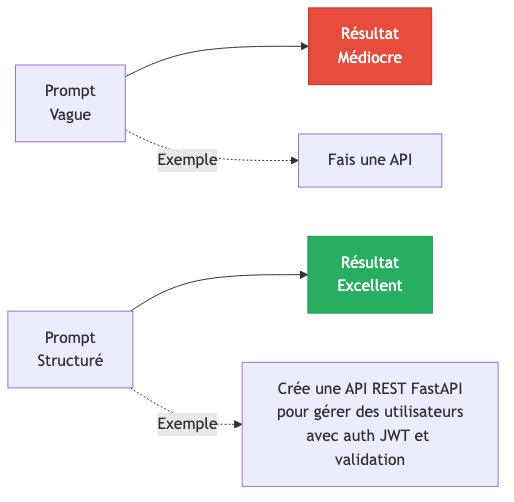 Résultat
Médiocre
Prompt
Vague
Exemple
Fais une API
Résultat
Excellent
Prompt
Structuré
Exemple
Crée une API REST FastAPI
pour gérer des utilisateurs
avec auth JWT et
validation